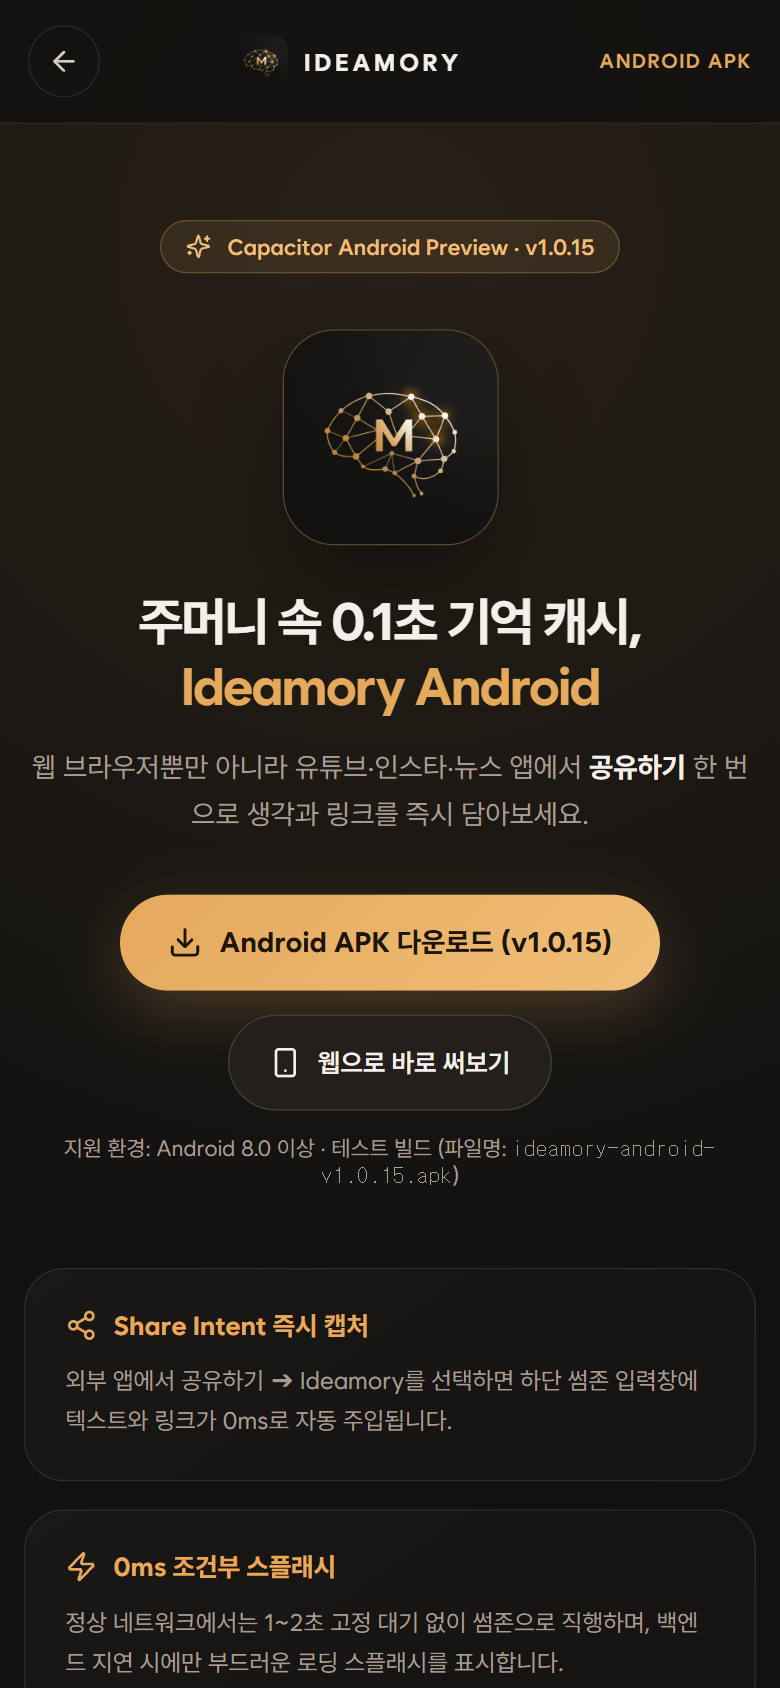 IDEAMORY
ANDROID APK
Capacitor Android Preview · v1.0.15
M
주머니 속 0.1초 기억 캐시,
Ideamory Android
웹 브라우저뿐만 아니라 유튜브·인스타·뉴스 앱에서 공유하기 한 번
으로 생각과 링크를 즉시 담아보세요.
Android APK 다운로드 (v1.0.15)
웹으로 바로 써보기
지원 환경: Android 8.0 이상 · 테스트 빌드 (파일명: ideamory-android-
v1.0.15.apk)
Share Intent 즉시 캡처
외부 앱에서 공유하기 ➔ Ideamory를 선택하면 하단 썸존 입력창에
텍스트와 링크가 0ms로 자동 주입됩니다.
0ms 조건부 스플래시
정상 네트워크에서는 1~2초 고정 대기 없이 썸존으로 직행하며, 백엔
드 지연 시에만 부드러운 로딩 스플래시를 표시합니다.